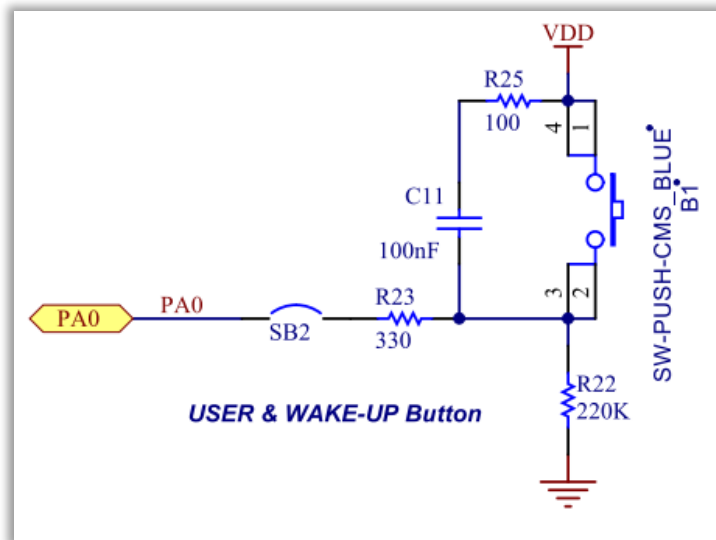 VDD
R25
100
4
1
SW-PUSH-CMS_BLUE
B1
C11
100nF
3
2
PA0
PA0
SB2
R23
330
R22
220K
USER & WAKE-UP Button